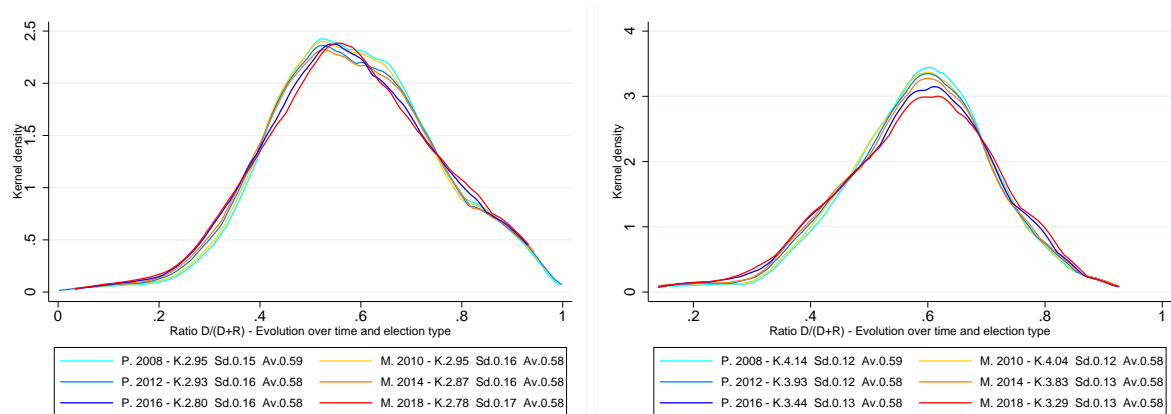 2.5
2
1.5
1
.5
0
Kernel density
0 .2 .4 .6 .8 1
Ratio D/(D+R) - Evolution over time and election type
P. 2008 - K.2.95 Sd.0.15 Av.0.59 M. 2010 - K.2.95 Sd.0.16 Av.0.58
P. 2012 - K.2.93 Sd.0.16 Av.0.58 M. 2014 - K.2.87 Sd.0.16 Av.0.58
P. 2016 - K.2.80 Sd.0.16 Av.0.58 M. 2018 - K.2.78 Sd.0.17 Av.0.58
4
3
2
1
0
Kernel density
.2 .4 .6 .8 1
Ratio D/(D+R) - Evolution over time and election type
P. 2008 - K.4.14 Sd.0.12 Av.0.59 M. 2010 - K.4.04 Sd.0.12 Av.0.58
P. 2012 - K.3.93 Sd.0.12 Av.0.58 M. 2014 - K.3.83 Sd.0.13 Av.0.58
P. 2016 - K.3.44 Sd.0.13 Av.0.58 M. 2018 - K.3.29 Sd.0.13 Av.0.58